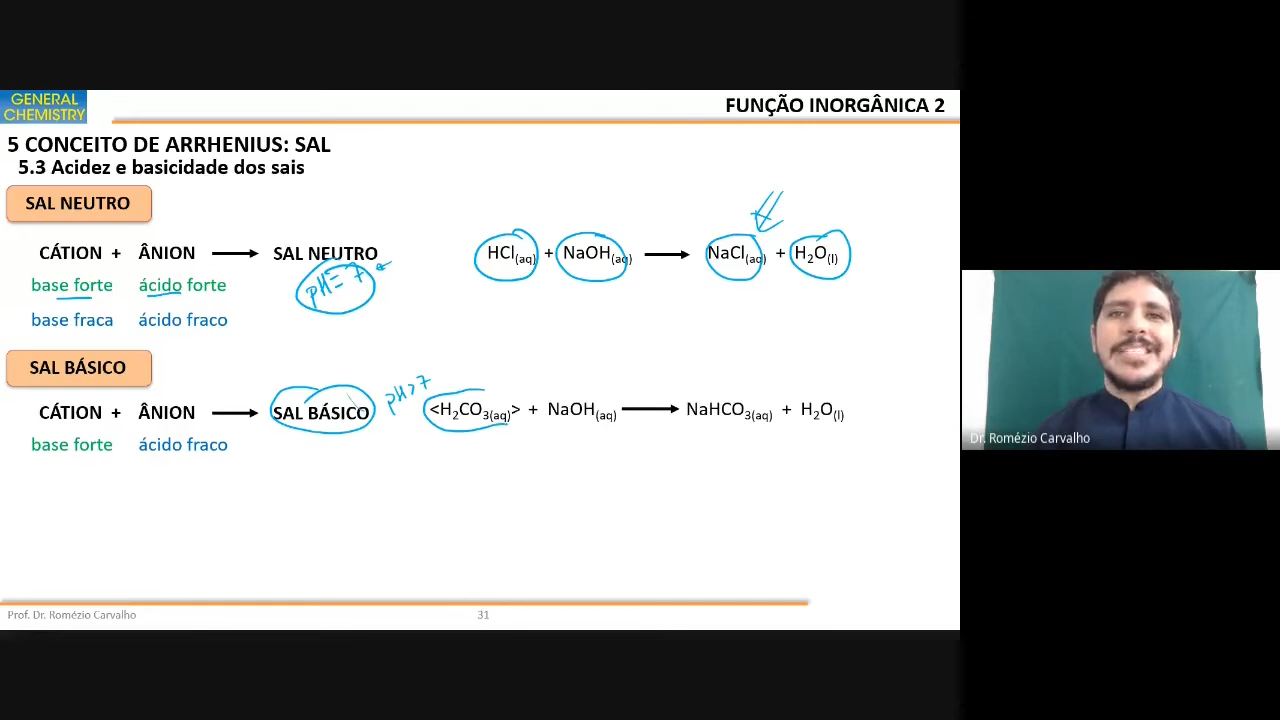 GENERAL
CHEMISTRY
FUNÇÃO INORGÂNICA 2
5 CONCEITO DE ARRHENIUS: SAL
5.3 Acidez e basicidade dos sais
SAL NEUTRO
CÁTION + ÂNION → SAL NEUTRO
HCl(aq) + NaOH(aq) → NaCl(aq) + H2O(l)
base forte ácido forte
pH = 7
base fraca ácido fraco
SAL BÁSICO
CÁTION + ÂNION → SAL BÁSICO
pH > 7
<H2CO3(aq)> + NaOH(aq) → NaHCO3(aq) + H2O(l)
base forte ácido fraco
Dr. Romézio Carvalho
Prof. Dr. Romézio Carvalho
31